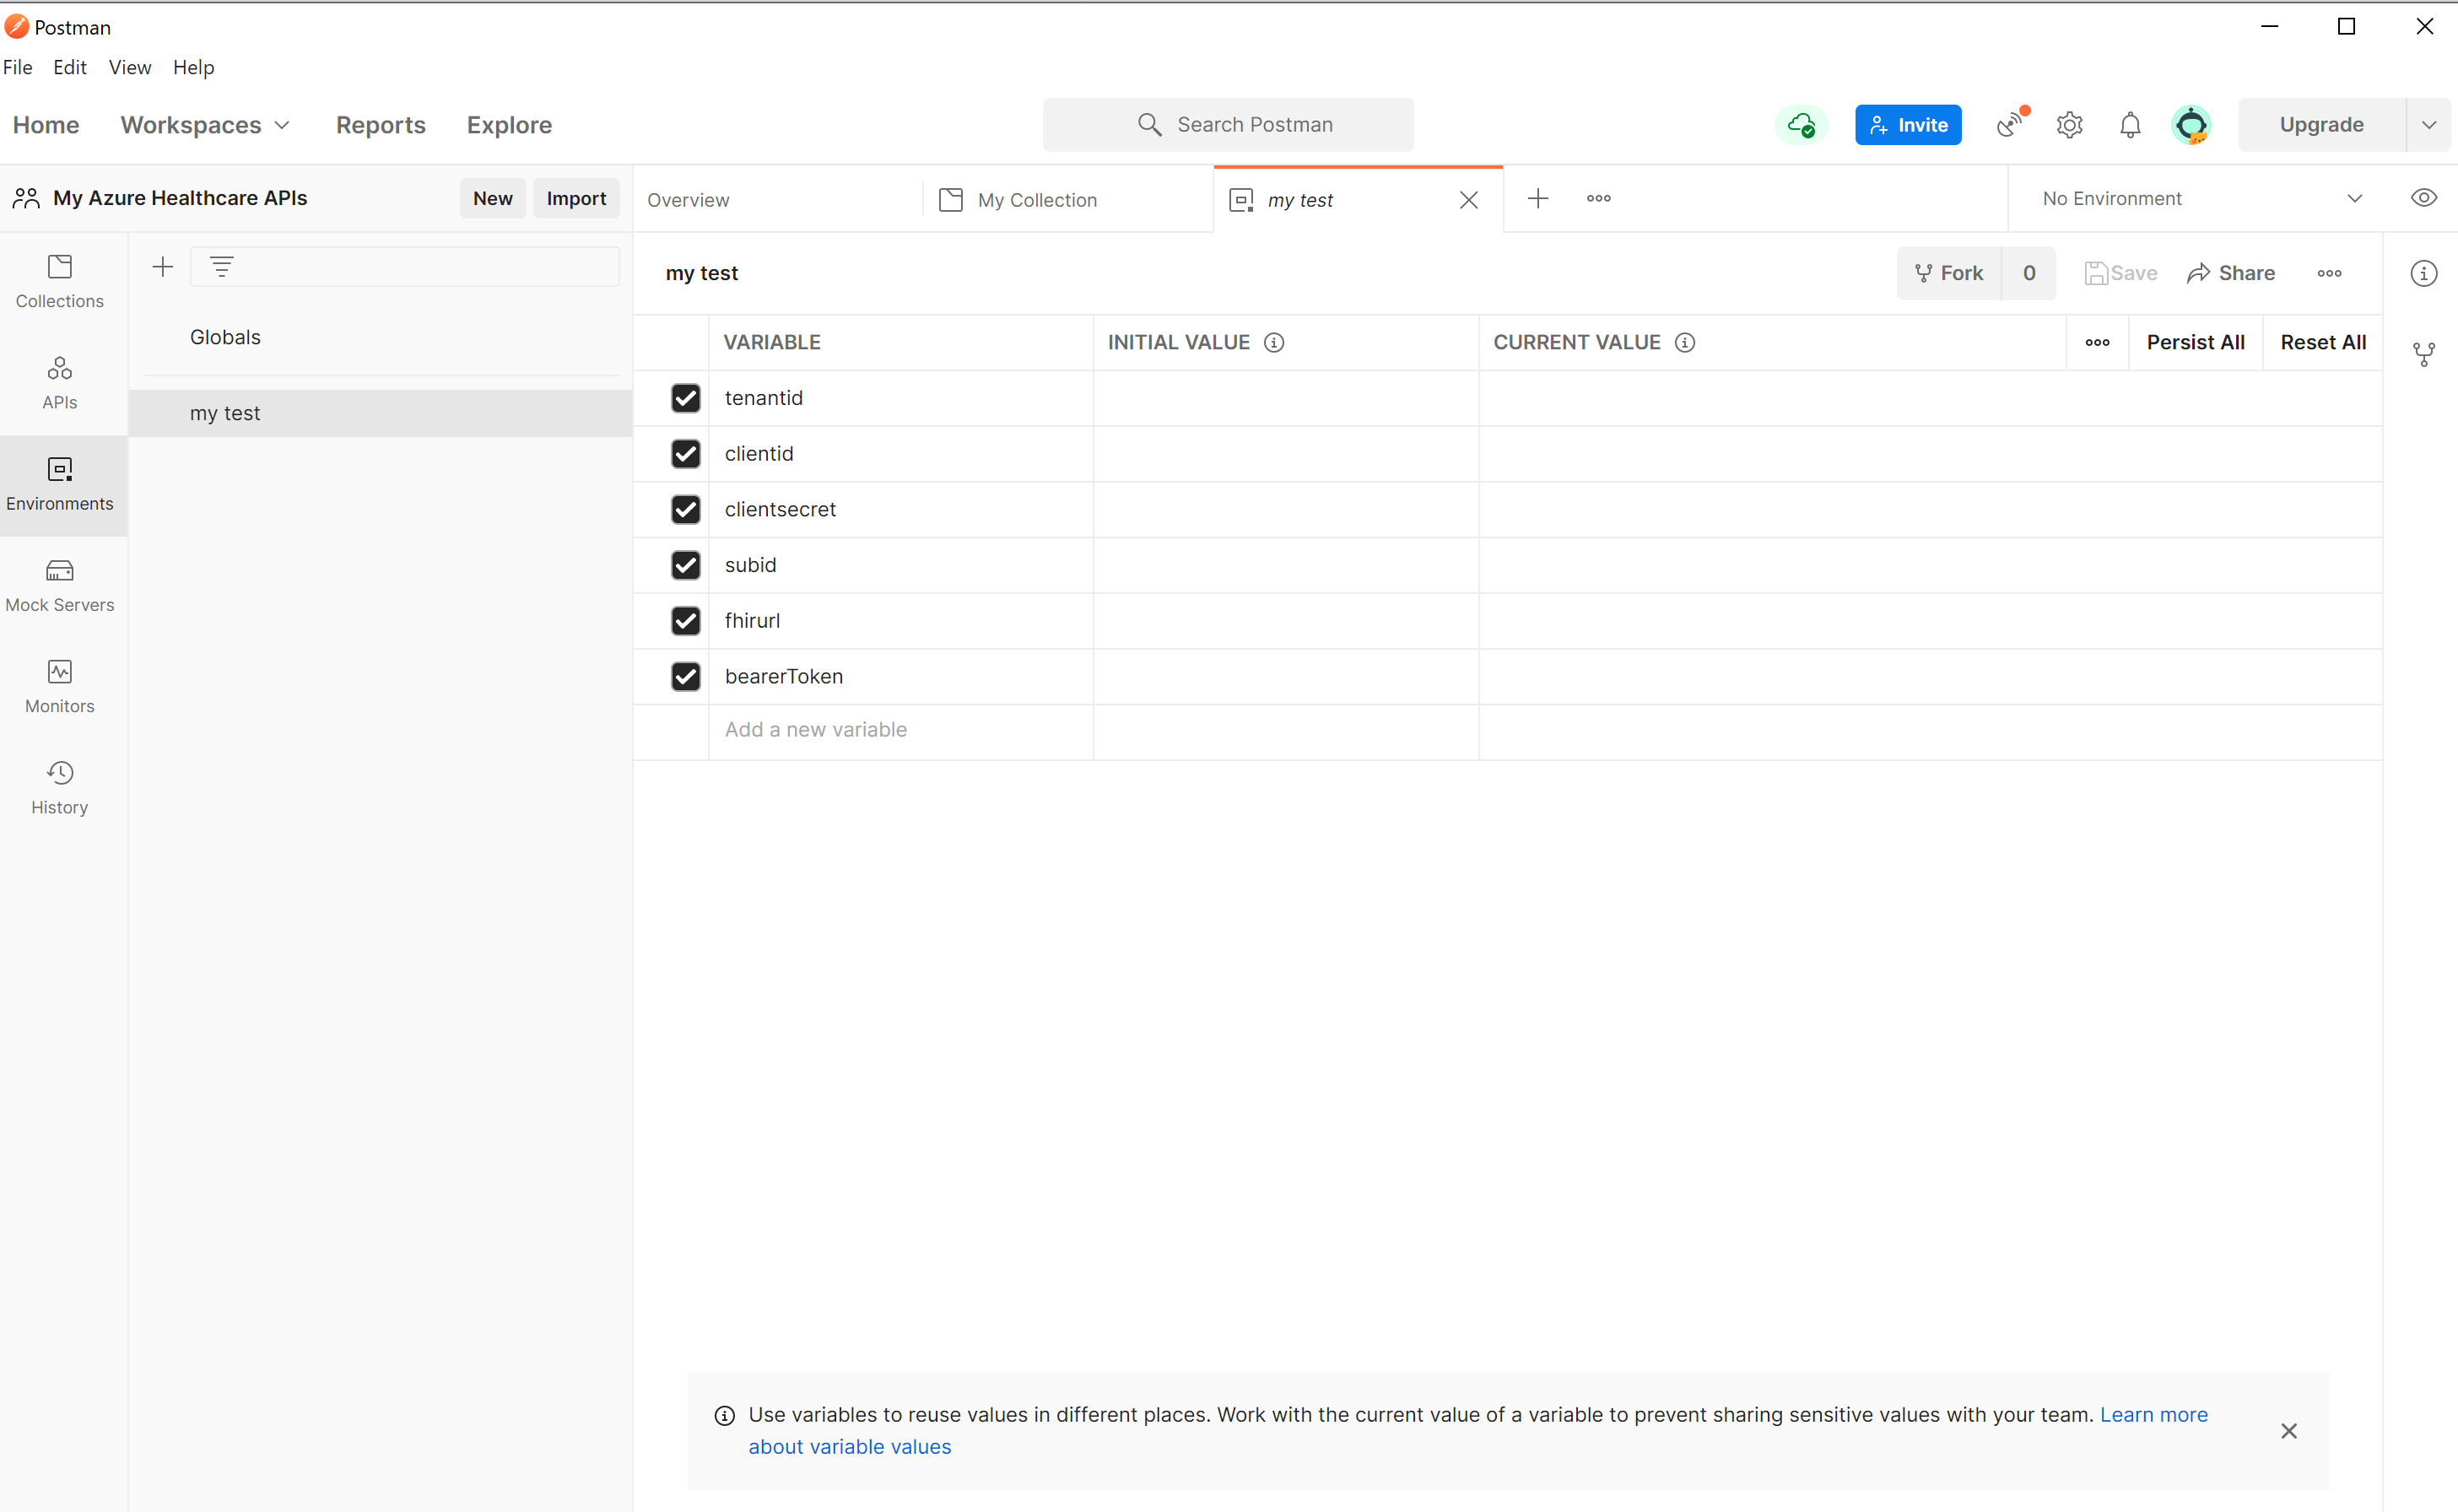 Postman
File Edit View Help
Home Workspaces Reports Explore Search Postman Invite Upgrade
My Azure Healthcare APIs New Import Overview My Collection my test No Environment
Collections
APIs
Environments
Mock Servers
Monitors
History
Globals
my test
my test Fork 0 Save Share
VARIABLE INITIAL VALUE CURRENT VALUE Persist All Reset All
tenantid
clientid
clientsecret
subid
fhirurl
bearerToken
Add a new variable
Use variables to reuse values in different places. Work with the current value of a variable to prevent sharing sensitive values with your team. Learn more
about variable values